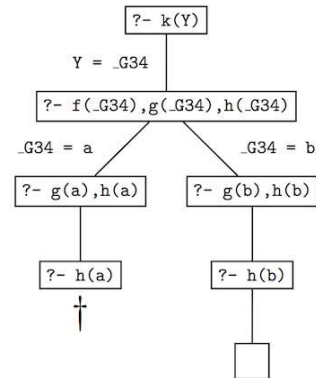 ?- k(Y)
Y = _G34
?- f(_G34),g(_G34),h(_G34)
_G34 = a
_G34 = b
?- g(a),h(a)
?- g(b),h(b)
?- h(a)
?- h(b)
†